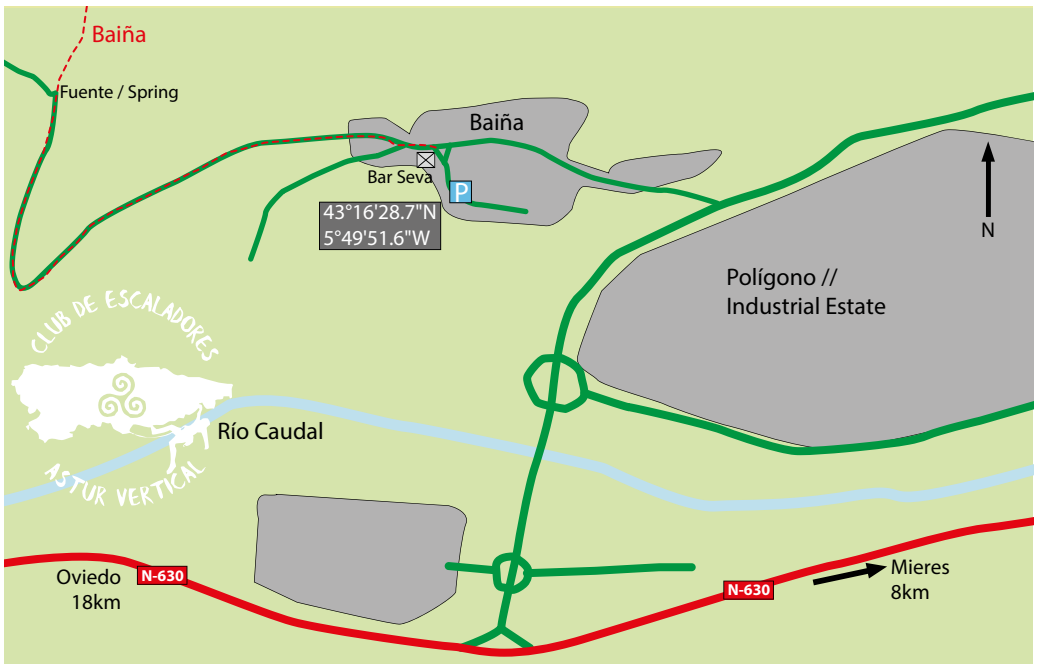 Baiña
Fuente / Spring
Baiña
Bar Seva
P
43°16'28.7"N
5°49'51.6"W
N
Polígono //
Industrial Estate
CLUB DE ESCALADORES
ASTUR VERTICAL
Río Caudal
Oviedo
18km
N-630
N-630
Mieres
8km